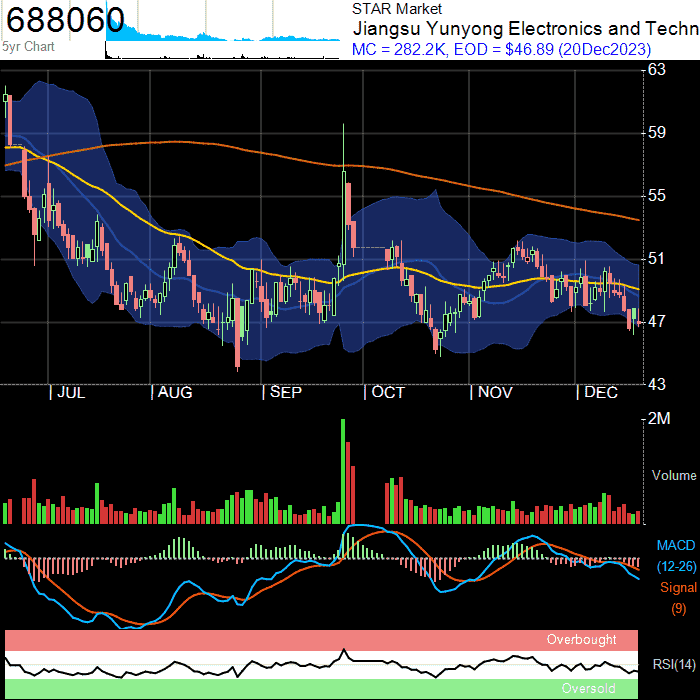 688060
5yr Chart
STAR Market
Jiangsu Yunyong Electronics and Techn
MC = 282.2K, EOD = $46.89 (20Dec2023)
63
59
55
51
47
43
| JUL | AUG | SEP | OCT | NOV | DEC
2M
Volume
MACD
(12-26)
Signal
(9)
Overbought
RSI(14)
Oversold